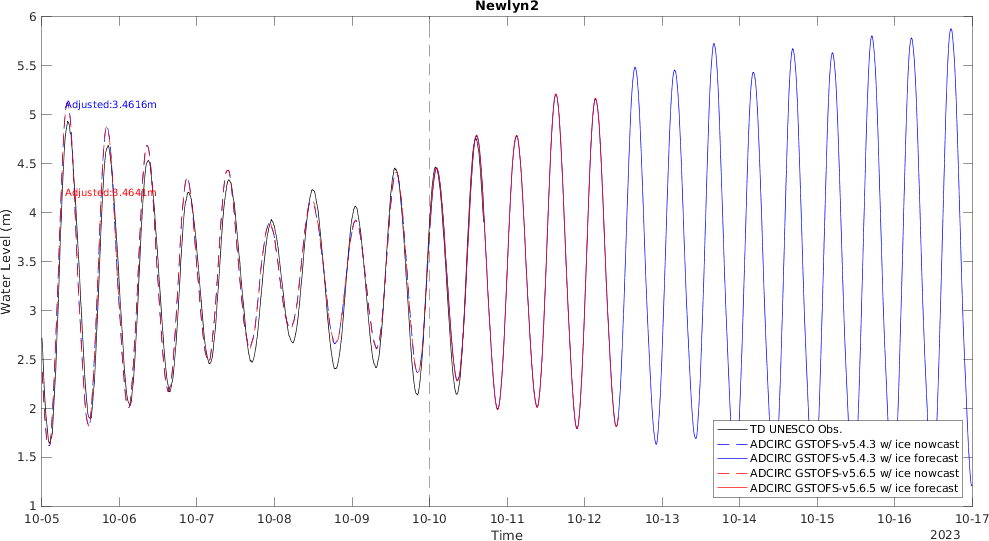 Newlyn2
6
5.5
5
4.5
4
3.5
3
2.5
2
1.5
1
Water Level (m)
Adjusted:3.4616m
Adjusted:3.4641m
TD UNESCO Obs.
ADCIRC GSTOFS-v5.4.3 w/ ice nowcast
ADCIRC GSTOFS-v5.4.3 w/ ice forecast
ADCIRC GSTOFS-v5.6.5 w/ ice nowcast
ADCIRC GSTOFS-v5.6.5 w/ ice forecast
10-05 10-06 10-07 10-08 10-09 10-10 10-11 10-12 10-13 10-14 10-15 10-16 10-17
Time
2023